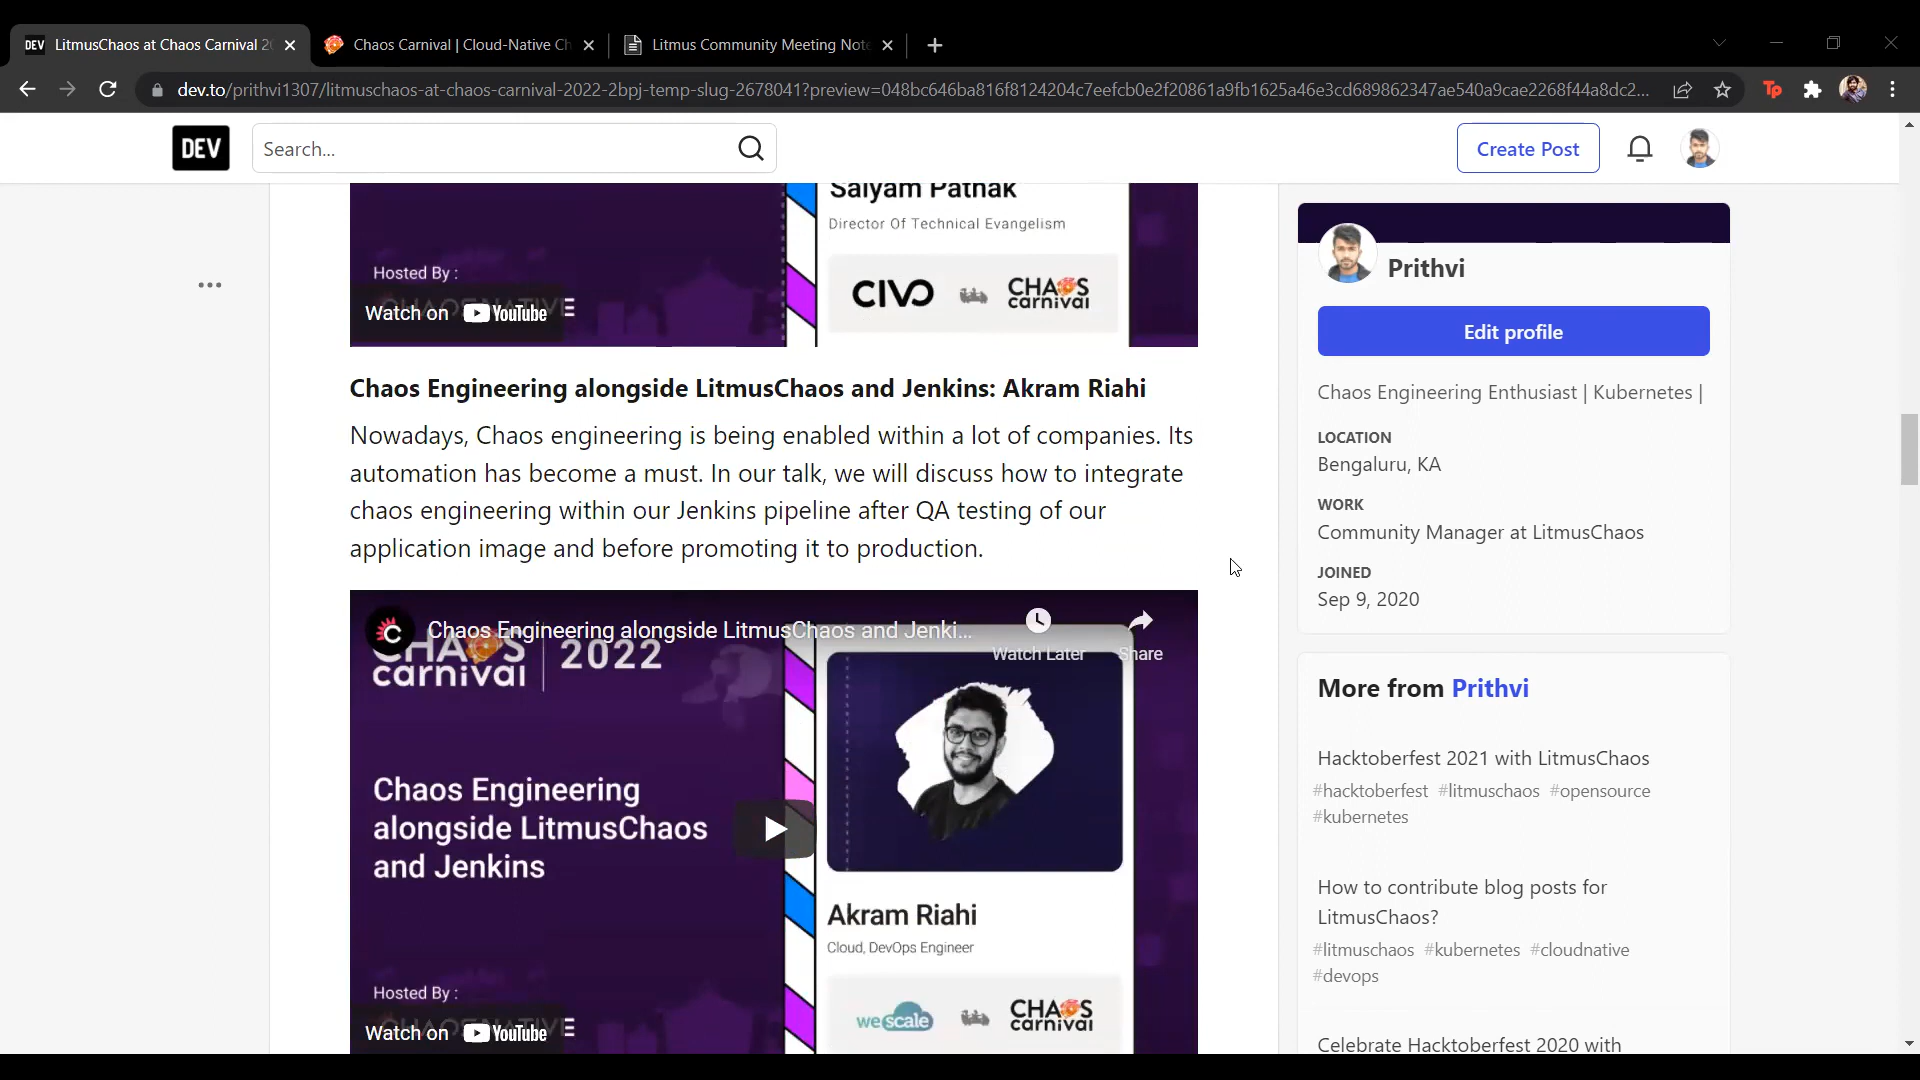 DEV LitmusChaos at Chaos Carnival 20
Chaos Carnival | Cloud-Native Ch
Litmus Community Meeting Note
dev.to/prithvi1307/litmuschaos-at-chaos-carnival-2022-2bpj-temp-slug-2678041?preview=048bc646ba816f8124204c7eefcb0e2f20861a9fb1625a46e3cd689862347ae540a9cae2268f44a8dc2...
Tp
DEV
Search...
Create Post
Saiyam Pathak
Director Of Technical Evangelism
Hosted By :
CIVO
CHAOS
carnival
Watch on YouTube
Chaos Engineering alongside LitmusChaos and Jenkins: Akram Riahi
Nowadays, Chaos engineering is being enabled within a lot of companies. Its
automation has become a must. In our talk, we will discuss how to integrate
chaos engineering within our Jenkins pipeline after QA testing of our
application image and before promoting it to production.
Chaos Engineering alongside LitmusChaos and Jenki...
Watch Later
Share
CHAOS
carnival
2022
Chaos Engineering
alongside LitmusChaos
and Jenkins
Akram Riahi
Cloud, DevOps Engineer
Hosted By :
wescale
CHAOS
carnival
Watch on YouTube
Prithvi
Edit profile
Chaos Engineering Enthusiast | Kubernetes |
LOCATION
Bengaluru, KA
WORK
Community Manager at LitmusChaos
JOINED
Sep 9, 2020
More from Prithvi
Hacktoberfest 2021 with LitmusChaos
#hacktoberfest #litmuschaos #opensource
#kubernetes
How to contribute blog posts for
LitmusChaos?
#litmuschaos #kubernetes #cloudnative
#devops
Celebrate Hacktoberfest 2020 with